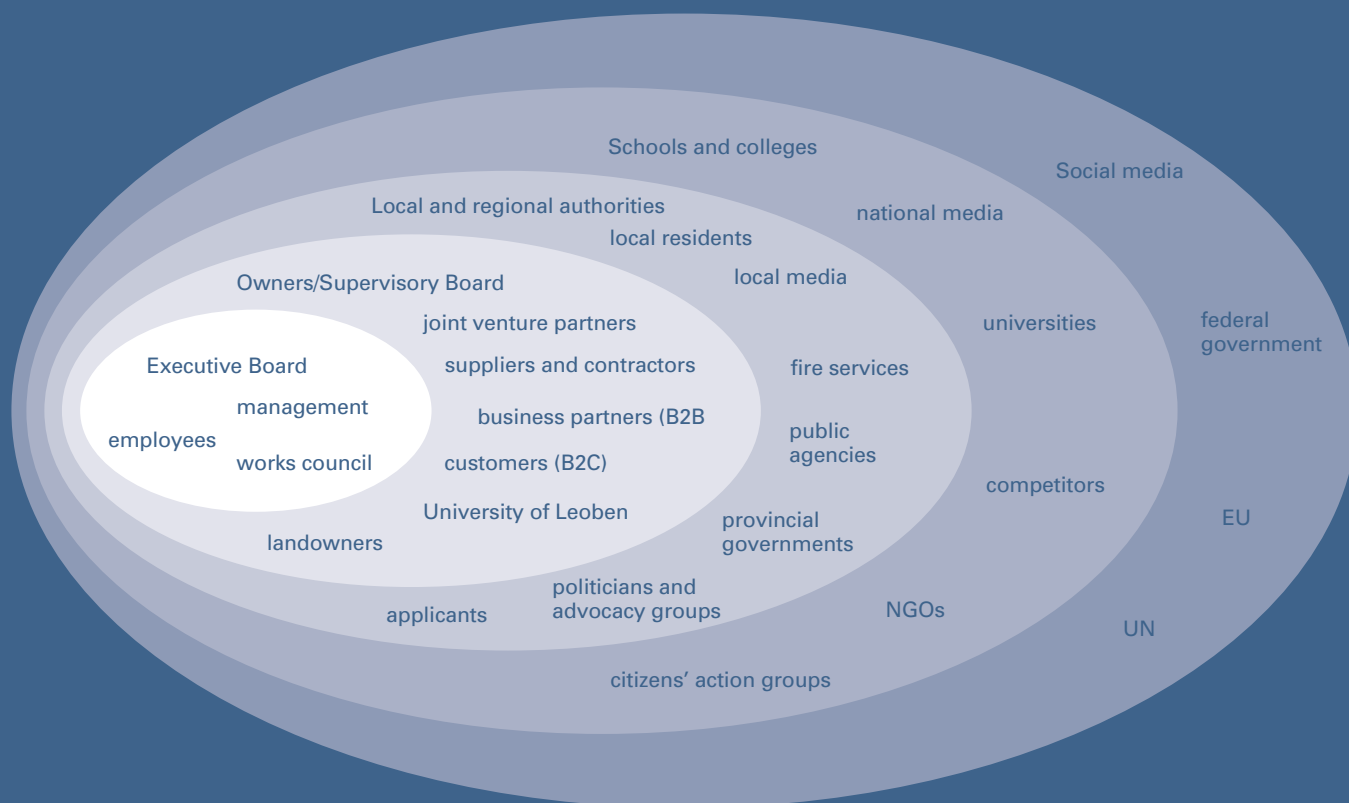 Schools and colleges
Social media
Local and regional authorities
national media
local residents
local media
Owners/Supervisory Board
joint venture partners
universities
federal
government
Executive Board
suppliers and contractors
fire services
management
business partners (B2B
employees
public
agencies
works council
customers (B2C)
competitors
University of Leoben
EU
landowners
provincial
governments
applicants
politicians and
advocacy groups
NGOs
UN
citizens’ action groups